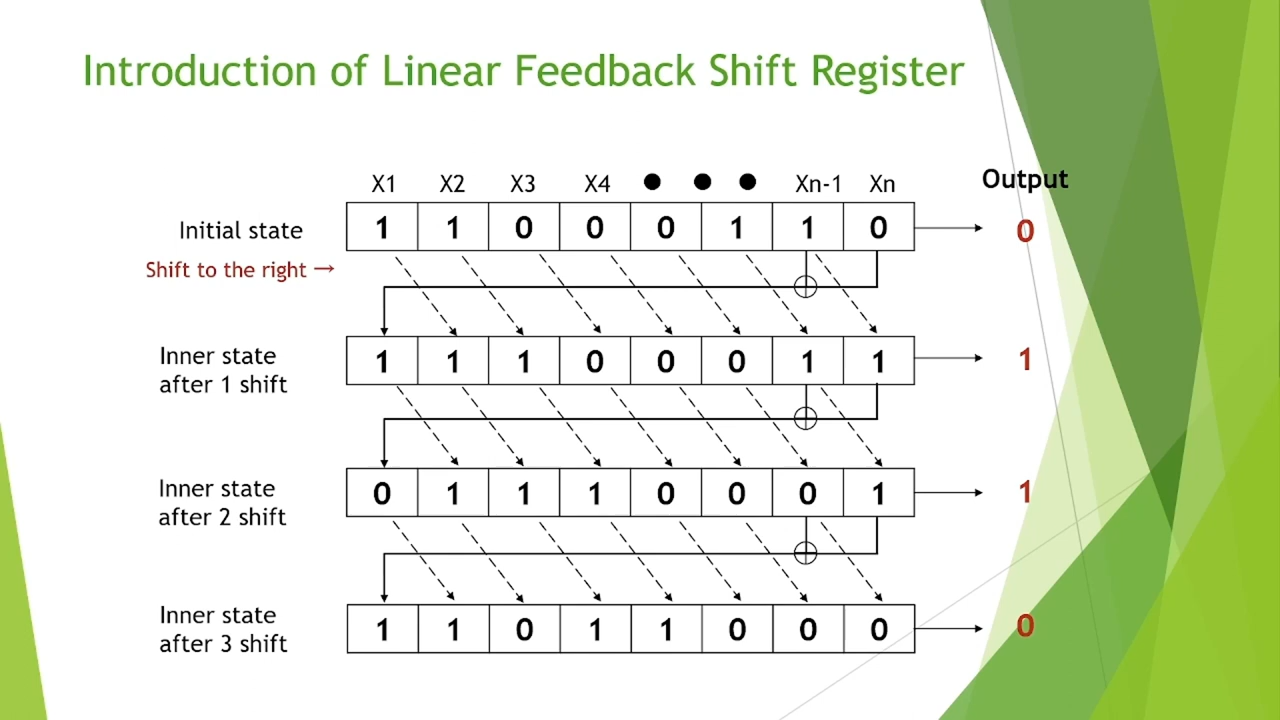 Introduction of Linear Feedback Shift Register
X1 X2 X3 X4 ● ● ● Xn-1 Xn Output
Initial state 1 1 0 0 0 1 1 0 0
Shift to the right →
Inner state
after 1 shift
1 1 1 0 0 0 1 1 1
Inner state
after 2 shift
0 1 1 1 0 0 0 1 1
Inner state
after 3 shift
1 1 0 1 1 0 0 0 0